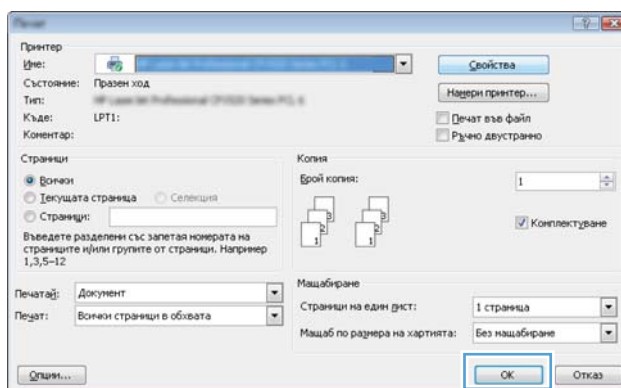 Принтер
Име:
Свойства
Състояние: Празен ход
Намери принтер...
Тип:
Къде: LPT1:
Печат във файл
Коментар:
Ръчно двустранно
Страници
Всички
Текущата страница Селекция
Страници:
Въведете разделени със запетая номерата на
страниците и/или групите от страници. Например
1,3,5–12
Копия
Брой копия: 1
Комплектуване
Печатай: Документ
Печат: Всички страници в обхвата
Мащабиране
Страници на един лист: 1 страница
Мащаб по размера на хартията: Без мащабиране
Опции...
OK
Отказ